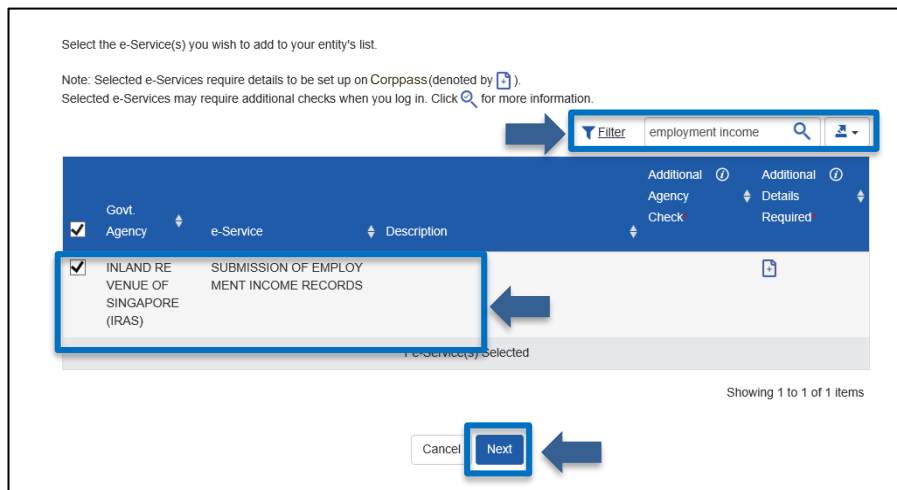 Select the e-Service(s) you wish to add to your entity's list.
Note: Selected e-Services require details to be set up on Corppass(denoted by ).
Selected e-Services may require additional checks when you log in. Click for more information.
Filter employment income
Additional Additional
Govt. Agency Details
Agency e-Service Description Check* Required*
INLAND RE SUBMISSION OF EMPLOY
VENUE OF MENT INCOME RECORDS
SINGAPORE
(IRAS)
e-Service(s) Selected
Showing 1 to 1 of 1 items
Cancel Next